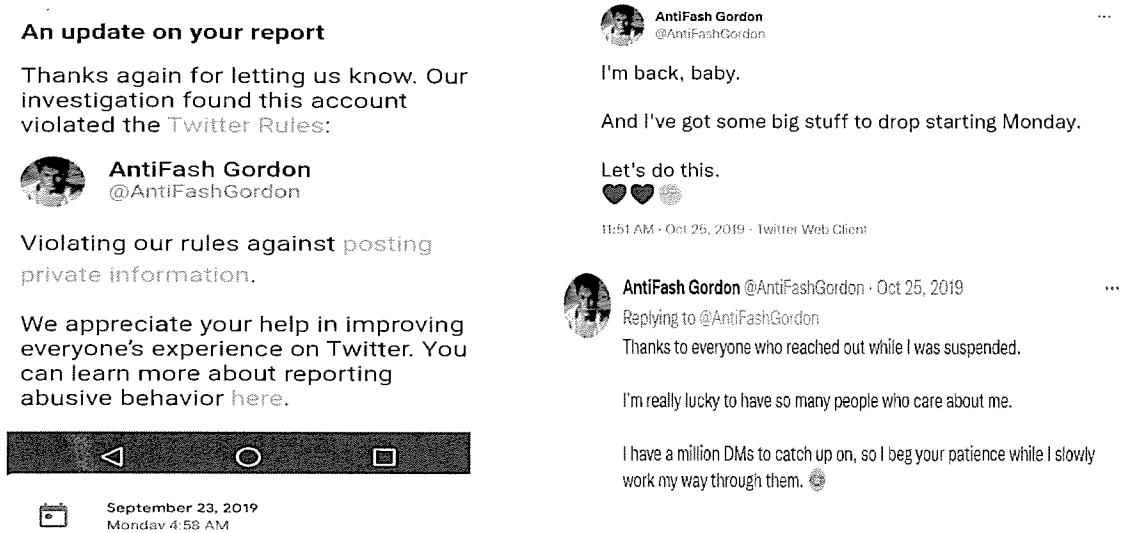 An update on your report
Thanks again for letting us know. Our
investigation found this account
violated the Twitter Rules:
AntiFash Gordon
@AntiFashGordon
Violating our rules against posting
private information.
We appreciate your help in improving
everyone's experience on Twitter. You
can learn more about reporting
abusive behavior here.
September 23, 2019
Monday 4:58 AM
AntiFash Gordon
@AntiFashGordon
I'm back, baby.
And I've got some big stuff to drop starting Monday.
Let's do this.
🖤🖤
11:51 AM · Oct 25, 2019 · Twitter Web Client
AntiFash Gordon @AntiFashGordon · Oct 25, 2019
Replying to @AntiFashGordon
Thanks to everyone who reached out while I was suspended.
I'm really lucky to have so many people who care about me.
I have a million DMs to catch up on, so I beg your patience while I slowly
work my way through them.